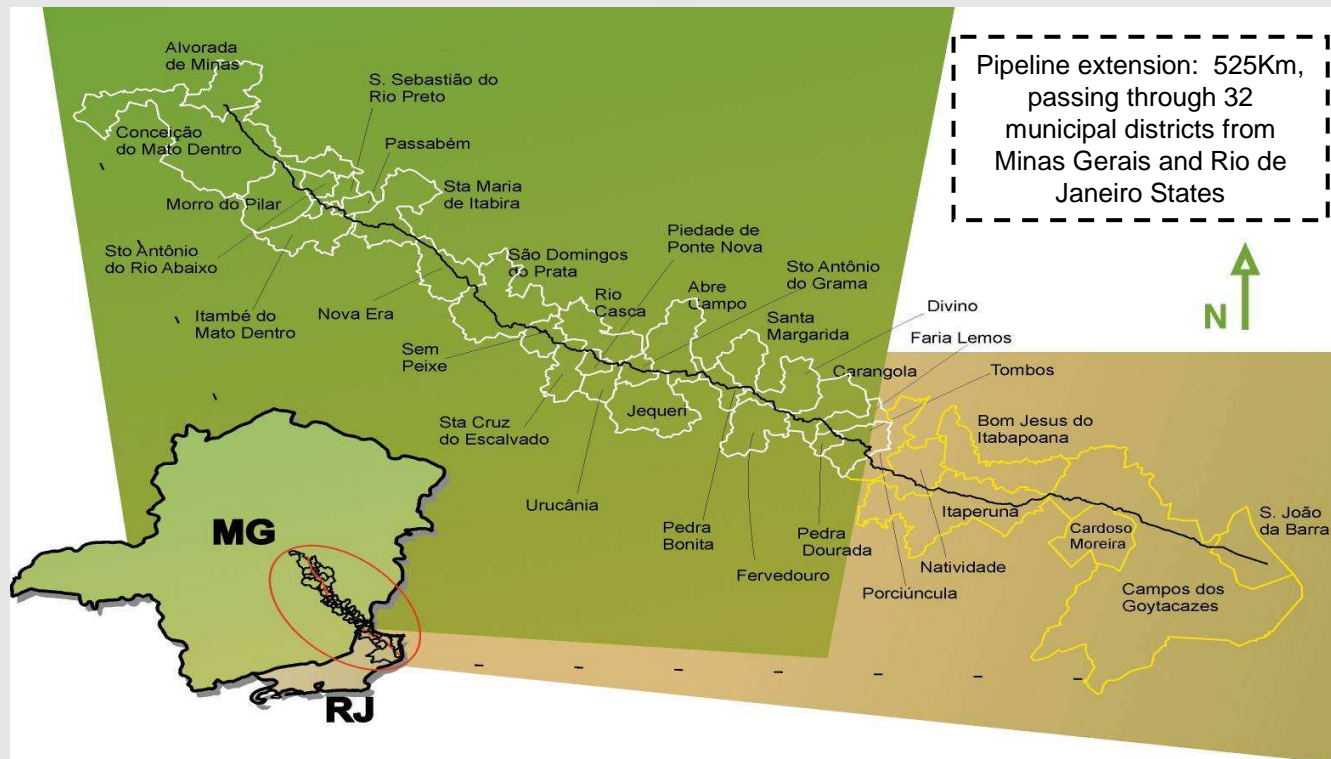 Alvorada
de Minas
S. Sebastião do
Rio Preto
Pipeline extension: 525Km,
passing through 32
municipal districts from
Minas Gerais and Rio de
Janeiro States
Conceição
do Mato Dentro
Passabém
Sta Maria
de Itabira
Morro do Pilar
Sto Antônio
do Rio Abaixo
Itambé do
Mato Dentro
Nova Era
São Domingos
do Prata
Piedade de
Ponte Nova
Rio
Casca
Abre
Campo
Sto Antônio
do Grama
Santa
Margarida
Divino
Faria Lemos
N
Sem
Peixe
Carangola
Tombos
Sta Cruz
do Escalvado
Jequeri
Bom Jesus do
Itabapoana
Urucânia
Pedra
Bonita
Fervedouro
Pedra
Dourada
Itaperuna
Natividade
Porciúncula
Cardoso
Moreira
S. João
da Barra
Campos dos
Goytacazes
MG
RJ